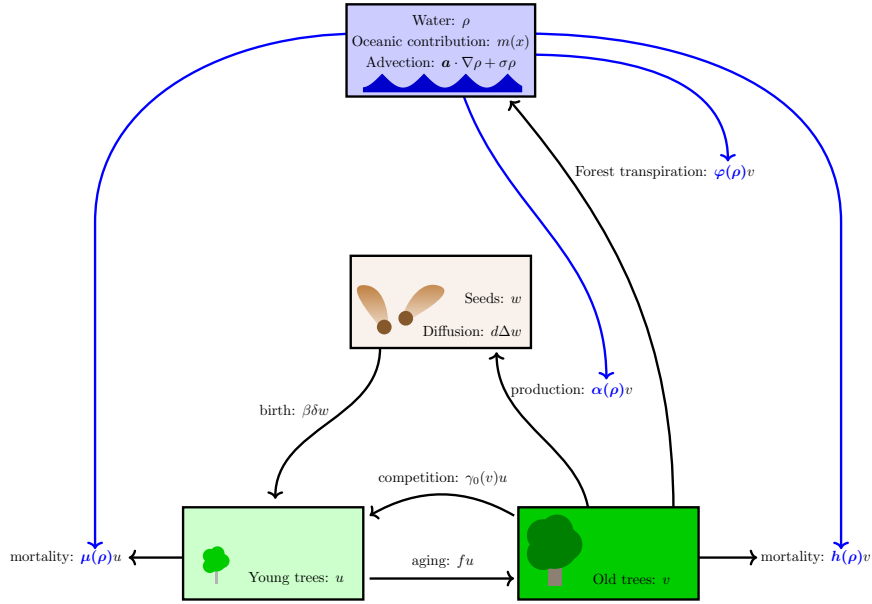 Water: ρ
Oceanic contribution: m(x)
Advection: a · ∇ρ + σρ
Forest transpiration: φ(ρ)v
Seeds: w
Diffusion: dΔw
production: α(ρ)v
birth: βδw
competition: γ₀(v)u
mortality: μ(ρ)u
aging: fu
mortality: h(ρ)v
Young trees: u
Old trees: v